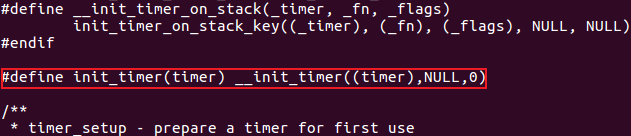 #define __init_timer_on_stack(_timer, _fn, _flags)
        init_timer_on_stack_key((_timer), (_fn), (_flags), NULL, NULL)
#endif
#define init_timer(timer) __init_timer((timer),NULL,0)
/**
 * timer_setup - prepare a timer for first use